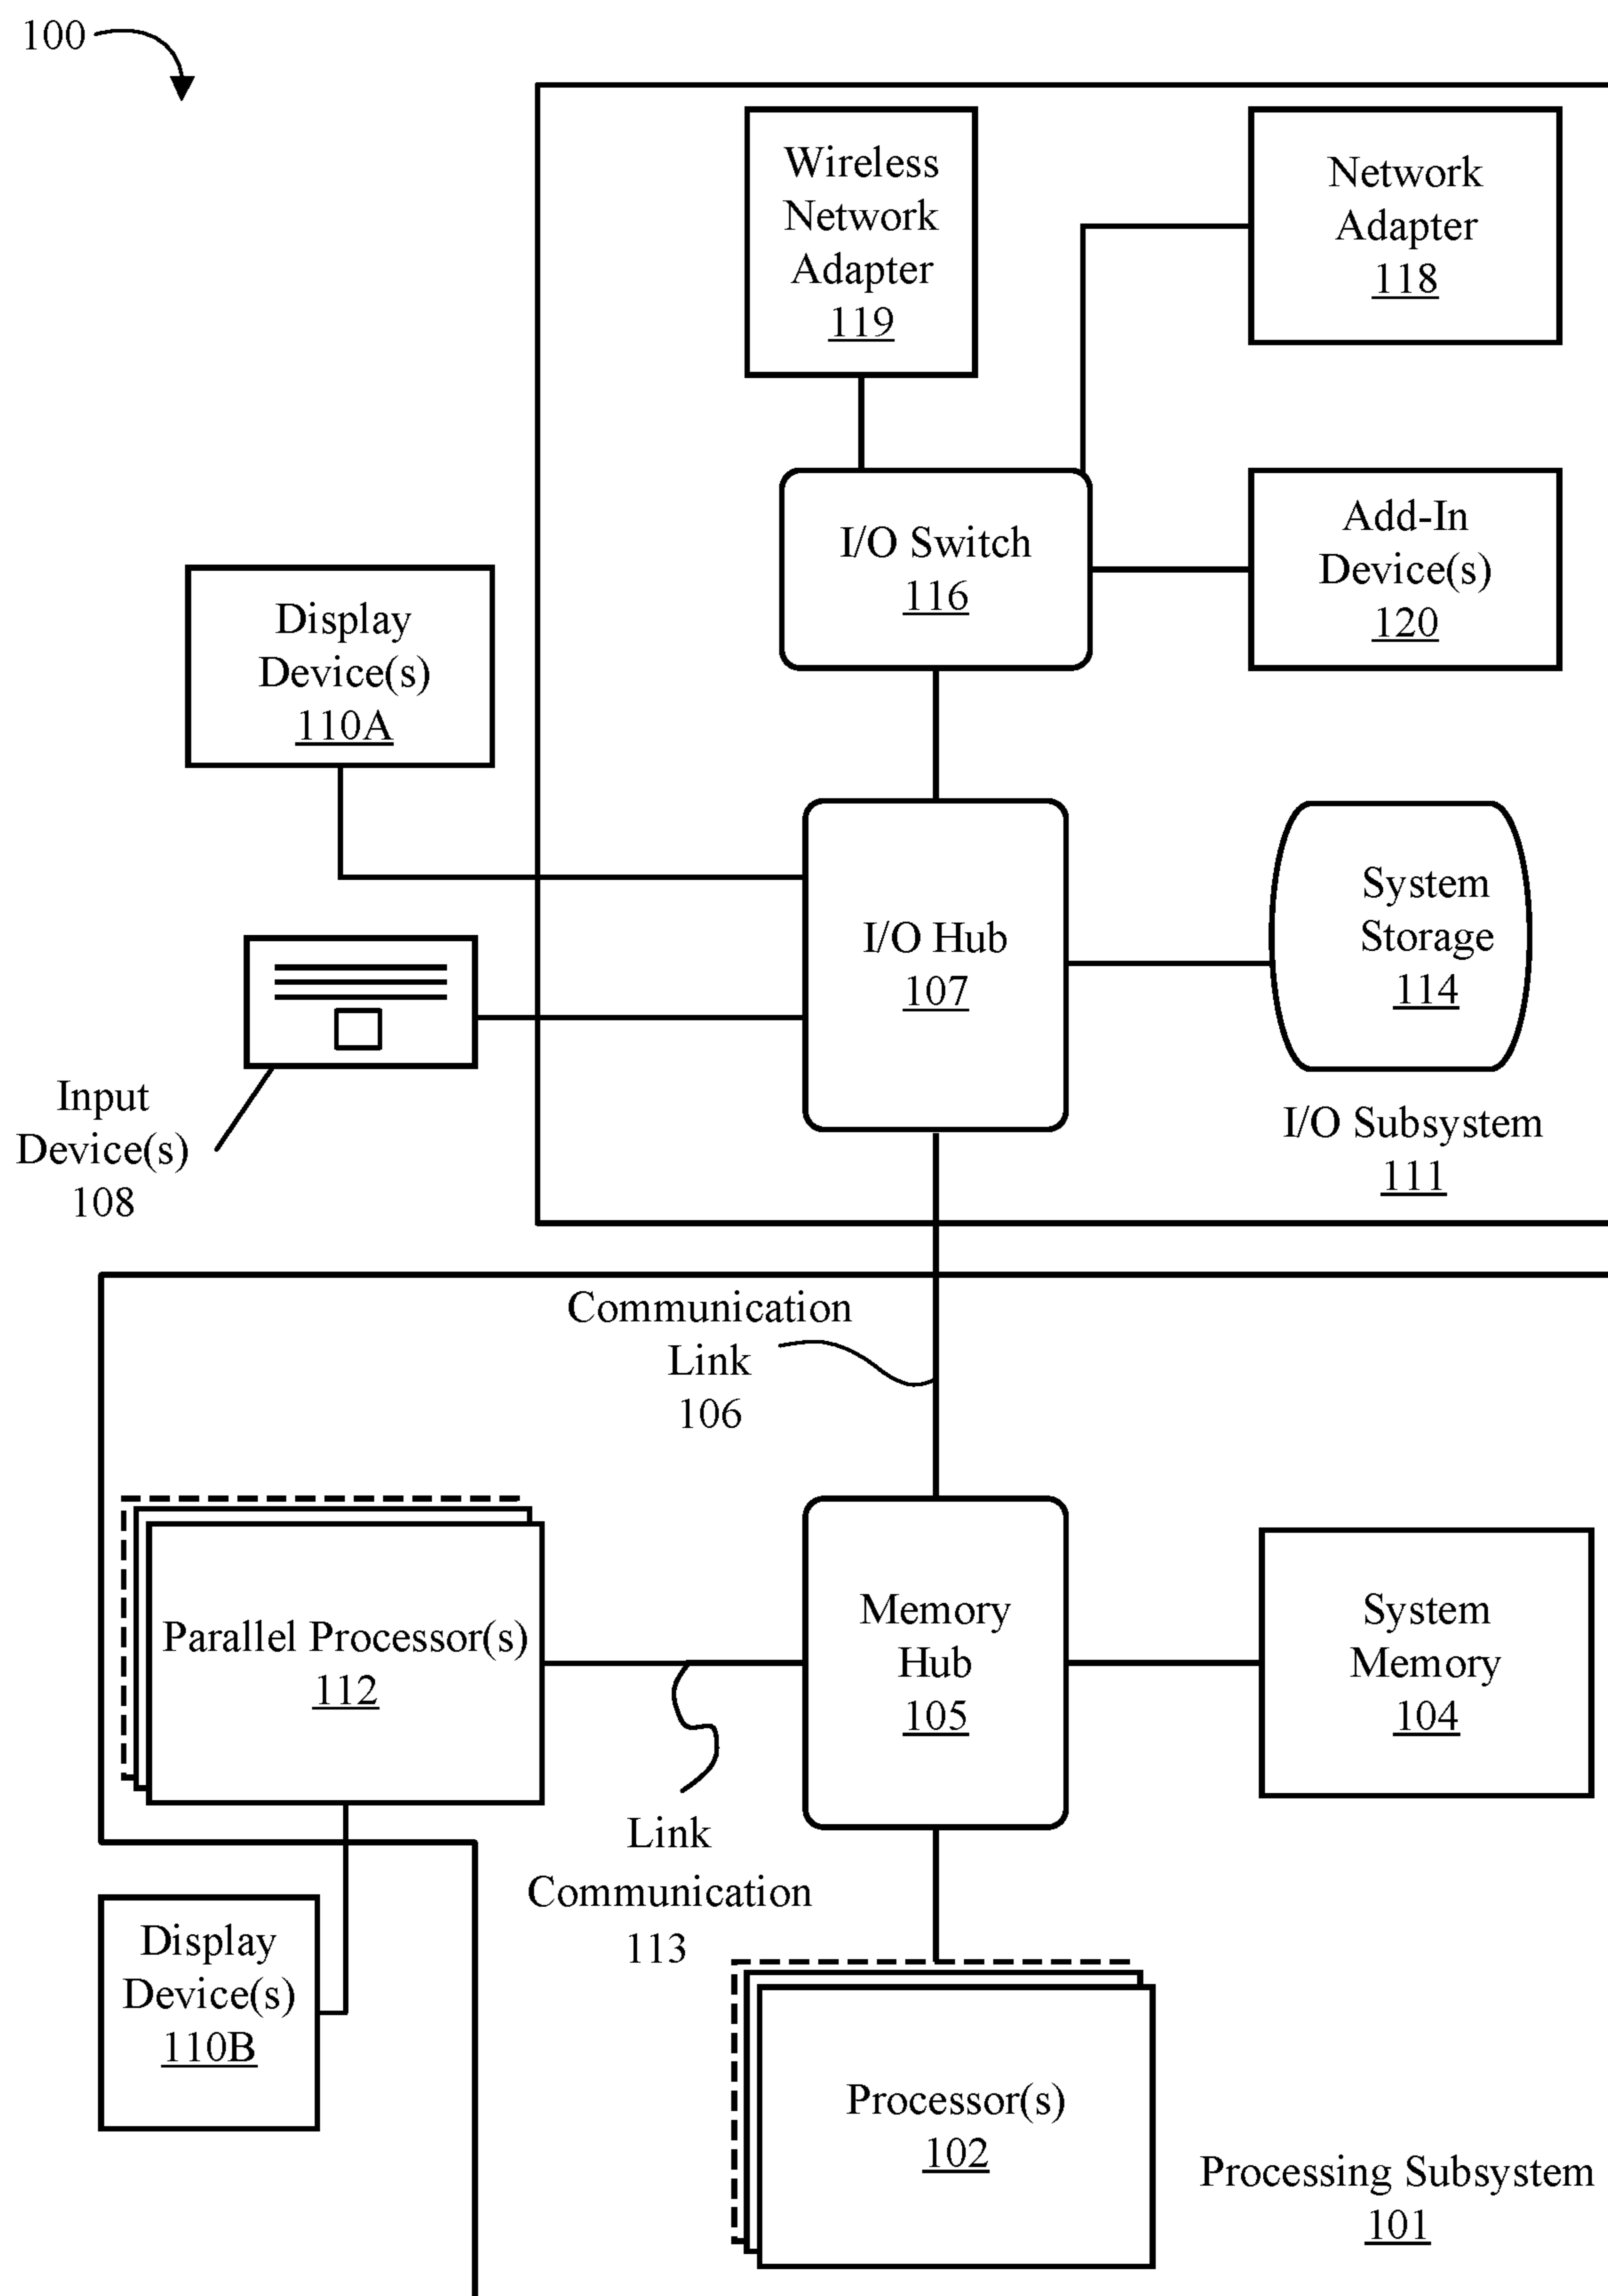 100
Wireless
Network
Adapter
119
Network
Adapter
118
I/O Switch
116
Add-In
Device(s)
120
Display
Device(s)
110A
I/O Hub
107
System
Storage
114
Input
Device(s)
108
I/O Subsystem
111
Communication
Link
106
Parallel Processor(s)
112
Memory
Hub
105
System
Memory
104
Link
Communication
113
Display
Device(s)
110B
Processor(s)
102
Processing Subsystem
101